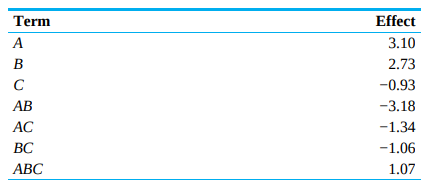 Term Effect
A 3.10
B 2.73
C −0.93
AB −3.18
AC −1.34
BC −1.06
ABC 1.07